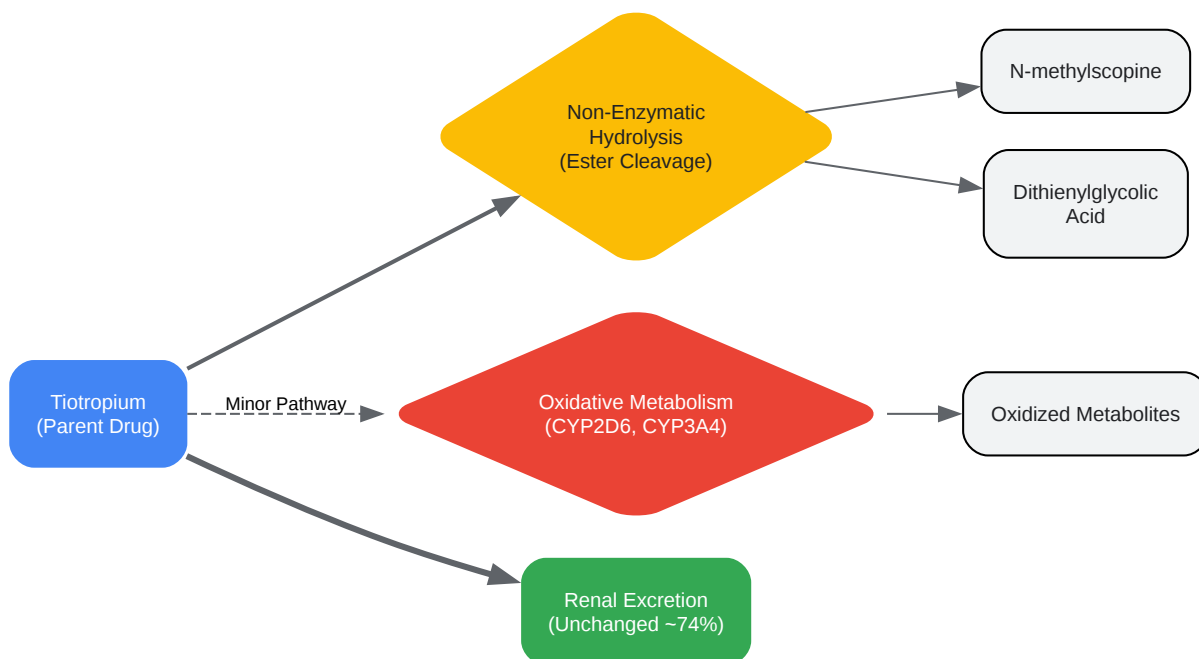 Tiotropium
(Parent Drug)
Minor Pathway
Non-Enzymatic
Hydrolysis
(Ester Cleavage)
N-methylscopine
Dithienylglycolic
Acid
Oxidative Metabolism
(CYP2D6, CYP3A4)
Oxidized Metabolites
Renal Excretion
(Unchanged ~74%)